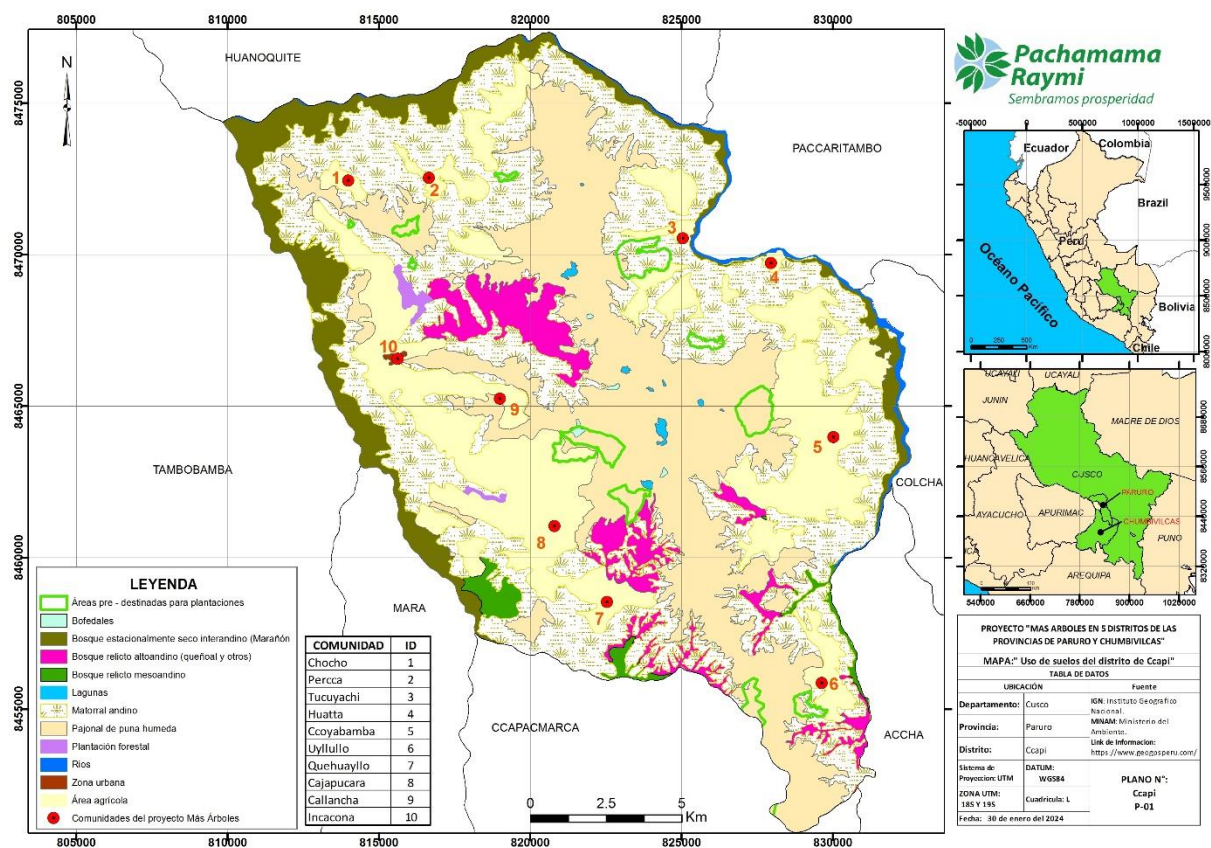 805000 810000 815000 820000 825000 830000
HUANOQUITE
N
8475000
PACCARITAMBO
1
2
3
8470000
4
10
9
8465000
5
TAMBOBAMBA
COLCHA
8
8460000
MARA
7
6
8455000
CCAPACMARCA
ACCHA
0 2.5 5
Km
805000 810000 815000 820000 825000 830000
LEYENDA
Áreas pre - destinadas para plantaciones
Bofedales
Bosque estacionalmente seco interandino (Marañón
Bosque relicto altoandino (queñoal y otros)
Bosque relicto mesoandino
Lagunas
Matorral andino
Pajonal de puna humeda
Plantación forestal
Rios
Zona urbana
Área agrícola
Comunidades del proyecto Más Árboles
COMUNIDAD ID
Chocho 1
Percca 2
Tucuyachi 3
Huatta 4
Ccoyabamba 5
Uyllullo 6
Quehuayllo 7
Cajapucara 8
Callancha 9
Incacona 10
Pachamama
Raymi
Sembramos prosperidad
-500000 0 500000 1000000 1500000
Ecuador
Colombia
9500000
Brazil
Perú
9000000
Océano Pacífico
8500000
Bolivia
0 250 500
Km
Chile
8000000
UCAYALI UCAYALI
JUNIN
8680000
MADRE DE DIOS
HUANCAVELICA
CUSCO
8560000
PARURO
AYACUCHO
APURIMAC
CHUMBIVILCAS
8440000
PUNO
ICA
AREQUIPA
8320000
540000 660000 780000 900000 1020000
PROYECTO "MAS ARBOLES EN 5 DISTRITOS DE LAS
PROVINCIAS DE PARURO Y CHUMBIVILCAS"
MAPA:" Uso de suelos del distrito de Ccapi"
TABLA DE DATOS
UBICACIÓN Fuente
Departamento: Cusco
IGN: Instituto Geográfico
Nacional.
Provincia: Paruro
MINAM: Ministerio del
Ambiente.
Distrito: Ccapi
Link de Informacion:
https://www.geogpsperu.com/
Sistema de
Proyeccion: UTM
DATUM:
WGS84
ZONA UTM:
18S Y 19S
Cuadricula: L
PLANO N°:
Ccapi
P-01
Fecha: 30 de enero del 2024